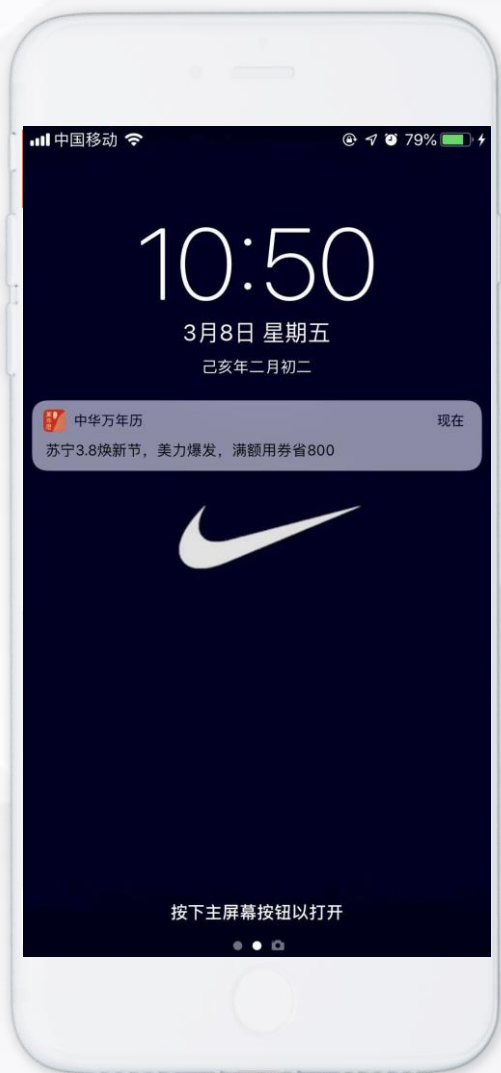 中国移动 79%
10:50
3月8日 星期五
己亥年二月初二
中华万年历 现在
苏宁3.8焕新节，美力爆发，满额用券省800
按下主屏幕按钮以打开